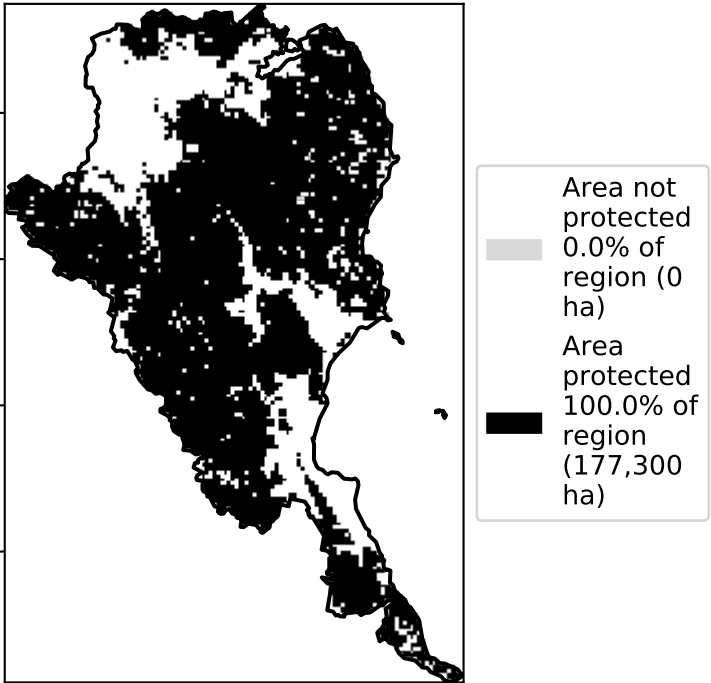 Area not
protected
0.0% of
region (0
ha)
Area
protected
100.0% of
region
(177,300
ha)